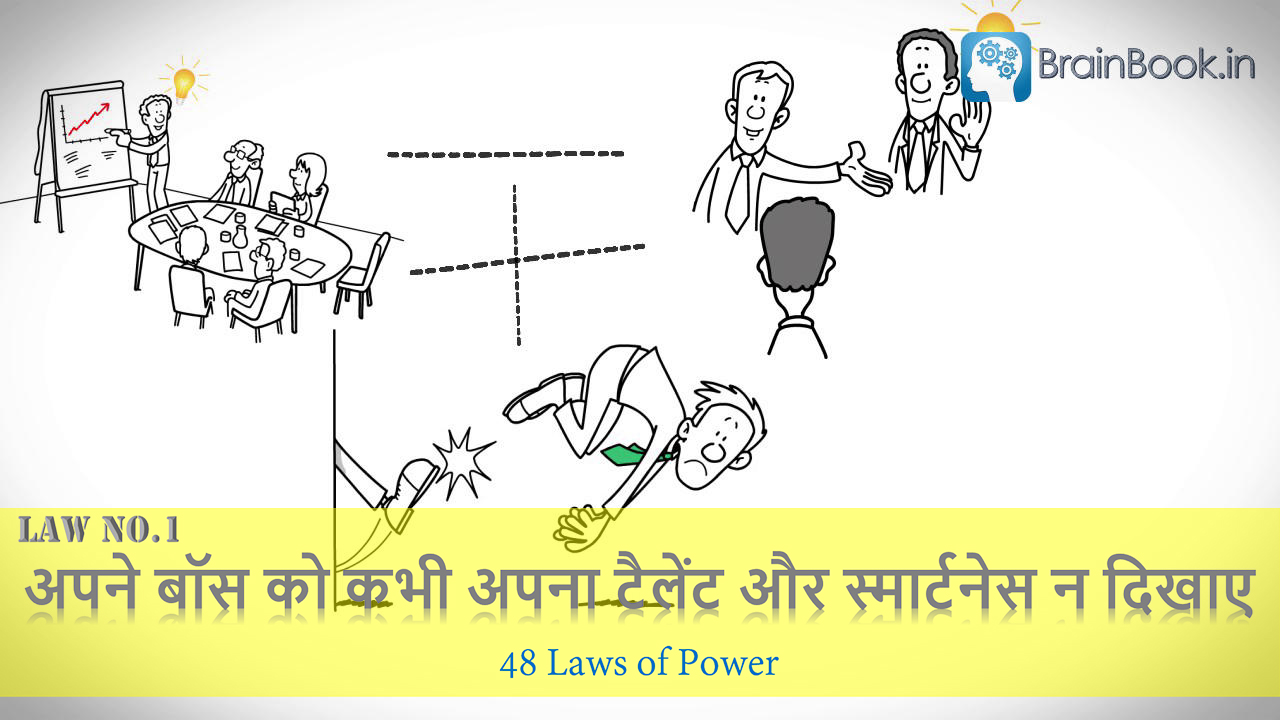 BrainBook.in
LAW NO.1
अपने बॉस को कभी अपना टैलेंट और स्मार्टनेस न दिखाए
48 Laws of Power